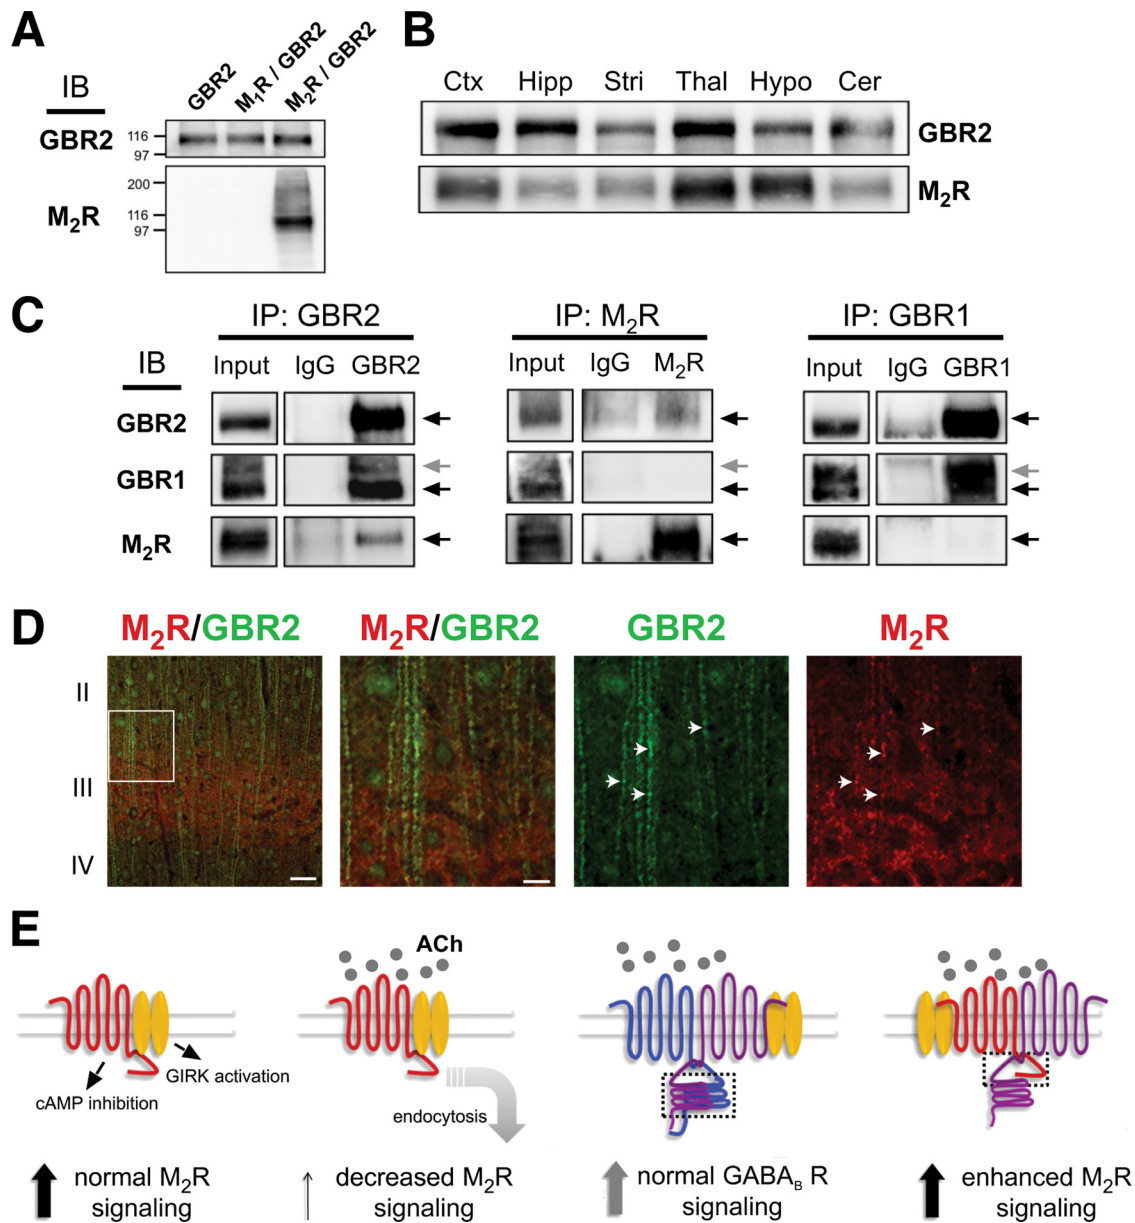 A
IB
GBR2
M1R / GBR2
M2R / GBR2
GBR2
116
97
M2R
200
116
97
B
Ctx Hipp Stri Thal Hypo Cer
GBR2
M2R
C
IP: GBR2
IP: M2R
IP: GBR1
IB
Input IgG GBR2
Input IgG M2R
Input IgG GBR1
GBR2
GBR1
M2R
D
M2R/GBR2
M2R/GBR2
GBR2
M2R
II
III
IV
E
ACh
GIRK activation
cAMP inhibition
endocytosis
normal M2R
signaling
decreased M2R
signaling
normal GABAB R
signaling
enhanced M2R
signaling